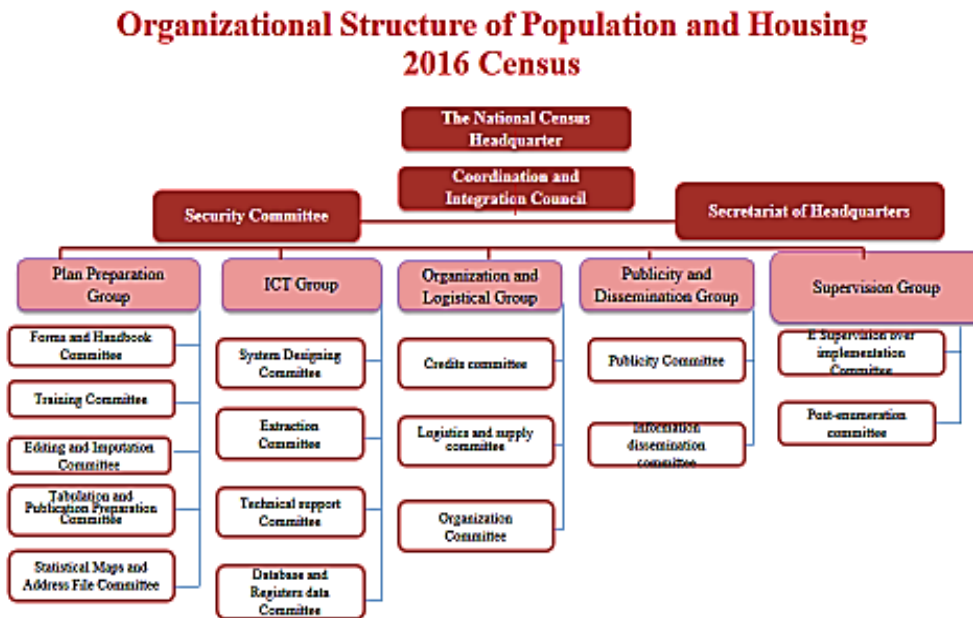 Organizational Structure of Population and Housing
2016 Census
The National Census
Headquarter
Coordination and
Integration Council
Security Committee
Secretariat of Headquarters
Plan Preparation
Group
Forms and Handbook
Committee
Training Committee
Editing and Imputation
Committee
Tabulation and
Publication Preparation
Committee
Statistical Maps and
Address File Committee
ICT Group
System Designing
Committee
Extraction
Committee
Technical support
Committee
Database and
Registers data
Committee
Organization and
Logistical Group
Credits committee
Logistics and supply
committee
Organization
Committee
Publicity and
Dissemination Group
Publicity Committee
Information
dissemination
committee
Supervision Group
E Supervision over
implementation
Committee
Post-enumeration
committee